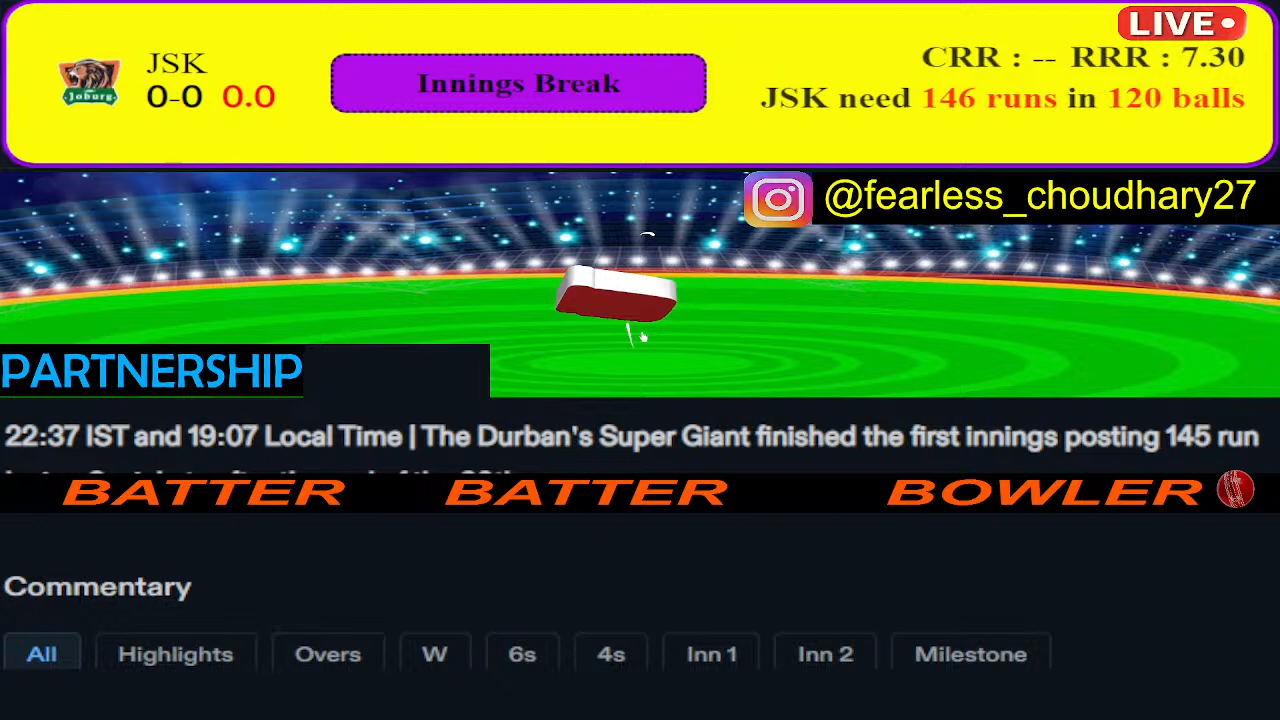 LIVE
JSK
0-0 0.0
Joburg
Innings Break
CRR : -- RRR : 7.30
JSK need 146 runs in 120 balls
@fearless_choudhary27
PARTNERSHIP
22:37 IST and 19:07 Local Time | The Durban's Super Giant finished the first innings posting 145 run
BATTER BATTER BOWLER
Commentary
All Highlights Overs W 6s 4s Inn 1 Inn 2 Milestone